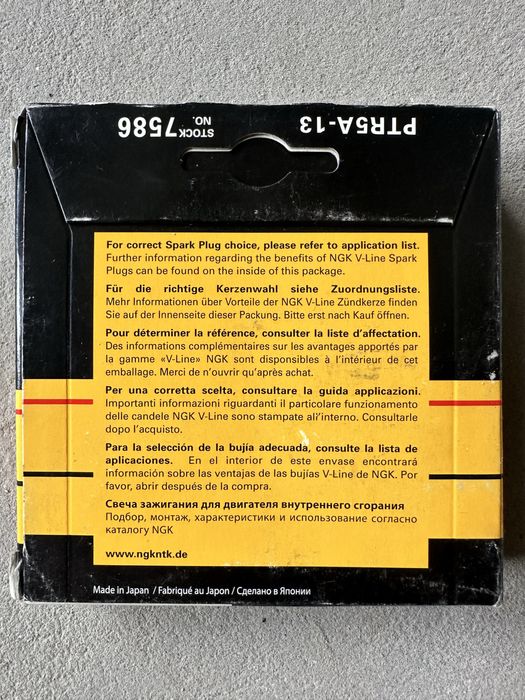 PTR5A-13
STOCK NO. 7586
For correct Spark Plug choice, please refer to application list.
Further information regarding the benefits of NGK V-Line Spark
Plugs can be found on the inside of this package.
Für die richtige Kerzenwahl siehe Zuordnungsliste.
Mehr Informationen über Vorteile der NGK V-Line Zündkerze finden
Sie auf der Innenseite dieser Packung. Bitte erst nach Kauf öffnen.
Pour déterminer la référence, consulter la liste d'affectation.
Des informations complémentaires sur les avantages apportés par
la gamme «V-Line» NGK sont disponibles à l'intérieur de cet
emballage. Merci de n'ouvrir qu'après achat.
Per una corretta scelta, consultare la guida applicazioni.
Importanti informazioni riguardanti il particolare funzionamento
delle candele NGK V-Line sono stampate all'interno. Consultarle
dopo l'acquisto.
Para la selección de la bujía adecuada, consulte la lista de
aplicaciones. En el interior de este envase encontrará
información sobre las ventajas de las bujías V-Line de NGK. Por
favor, abrir después de la compra.
Свеча зажигания для двигателя внутреннего сгорания
Подбор, монтаж, характеристики и использование согласно
каталогу NGK
www.ngkntk.de
Made in Japan / Fabriqué au Japon / Сделано в Японии